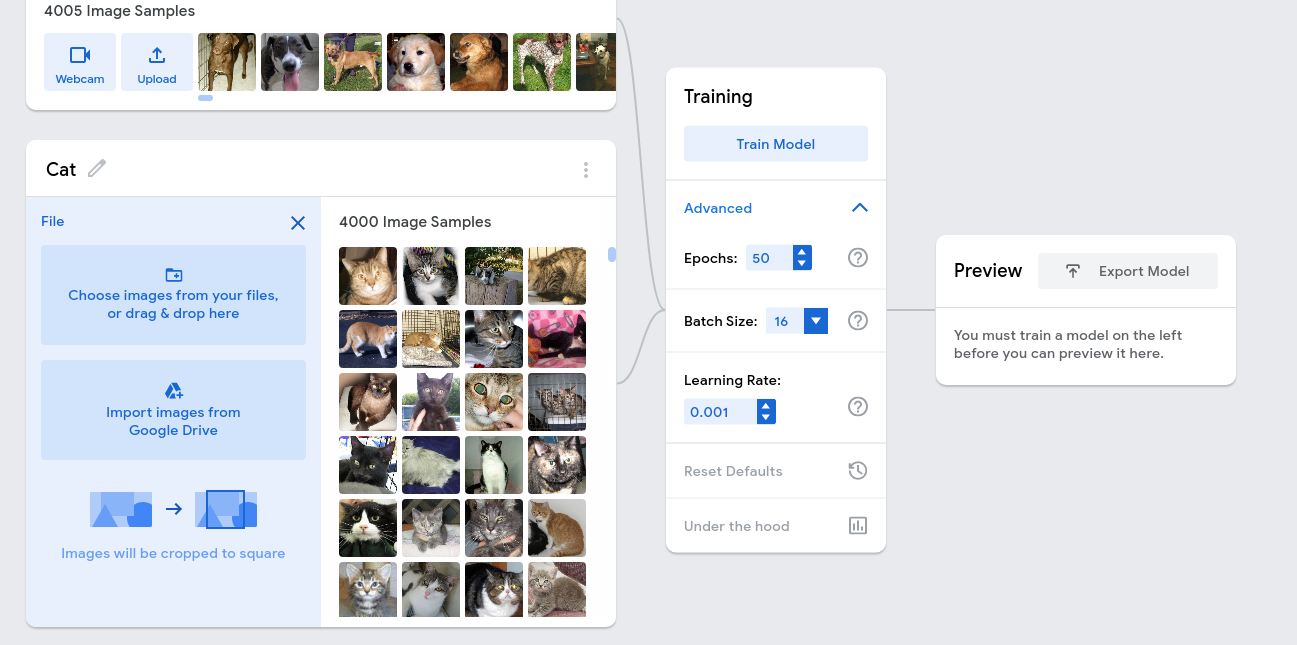 4005 Image Samples
Webcam
Upload
Cat
File
Choose images from your files,
or drag & drop here
Import images from
Google Drive
Images will be cropped to square
4000 Image Samples
Training
Train Model
Advanced
Epochs: 50
Batch Size: 16
Learning Rate:
0.001
Reset Defaults
Under the hood
Preview
Export Model
You must train a model on the left
before you can preview it here.